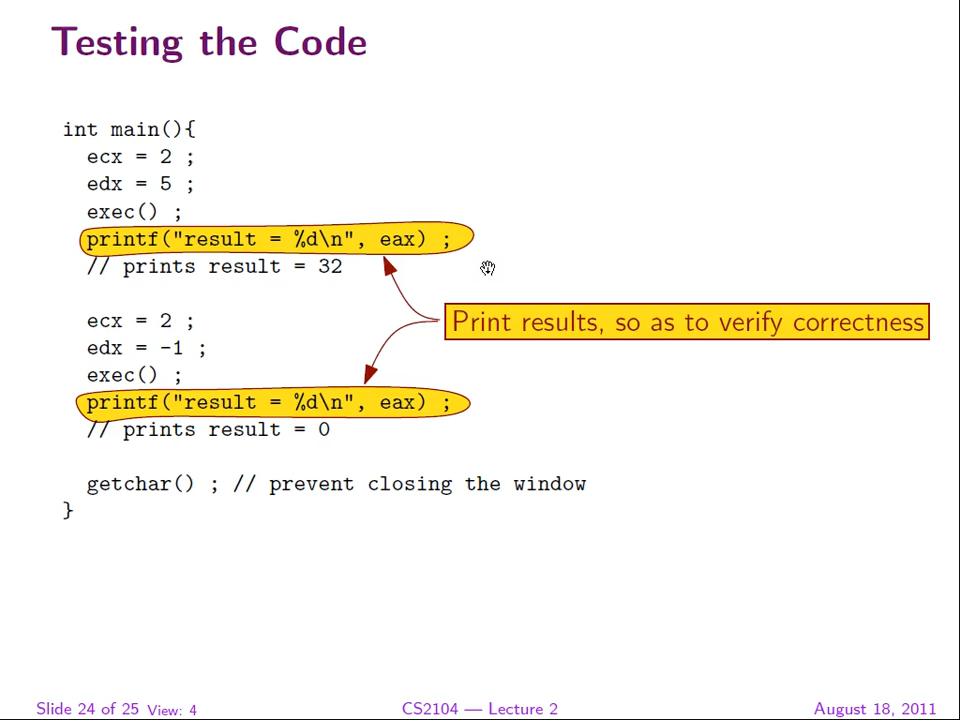 Testing the Code
int main(){
ecx = 2 ;
edx = 5 ;
exec() ;
printf("result = %d\n", eax) ;
// prints result = 32
ecx = 2 ;
edx = -1 ;
exec() ;
printf("result = %d\n", eax) ;
// prints result = 0
getchar() ; // prevent closing the window
}
Print results, so as to verify correctness
Slide 24 of 25 View: 4 CS2104 — Lecture 2 August 18, 2011